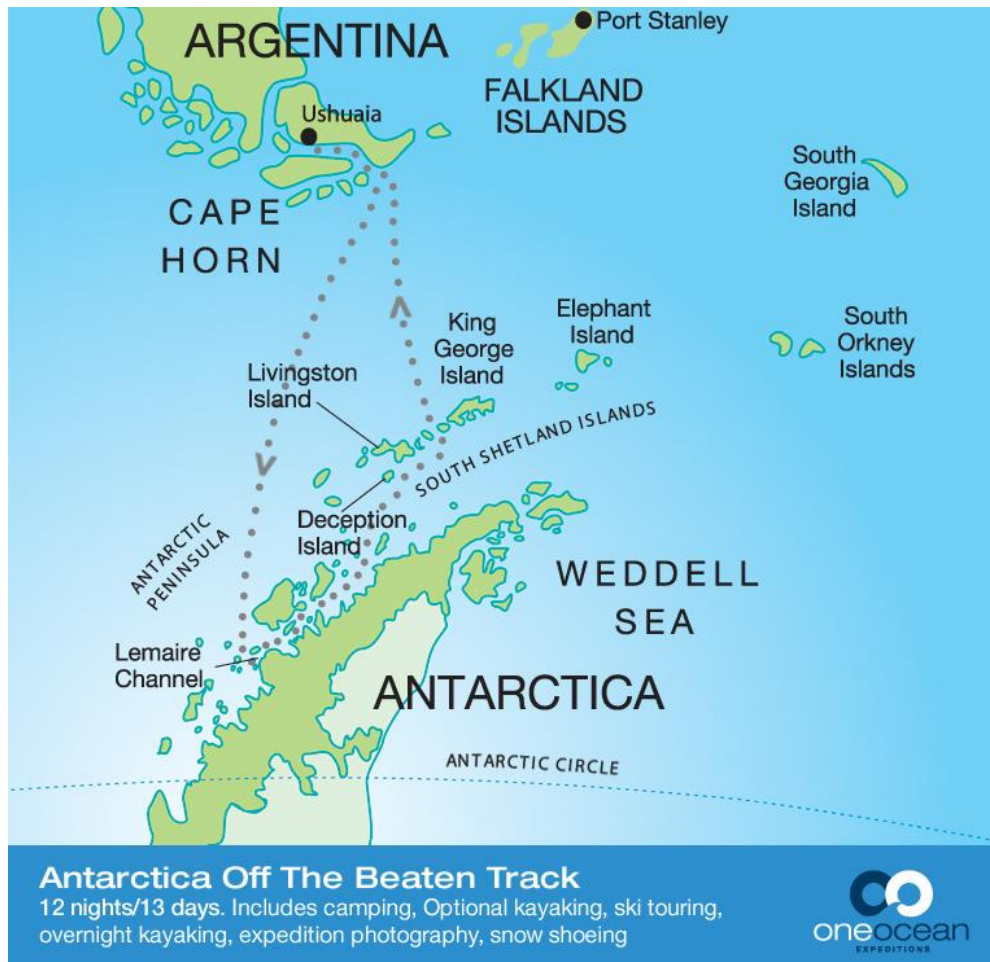 ARGENTINA
Port Stanley
FALKLAND
ISLANDS
Ushuaia
South
Georgia
Island
CAPE
HORN
King
George
Island
Elephant
Island
South
Orkney
Islands
Livingston
Island
SOUTH SHETLAND ISLANDS
Deception
Island
ANTARCTIC
PENINSULA
WEDDELL
SEA
Lemaire
Channel
ANTARCTICA
ANTARCTIC CIRCLE
Antarctica Off The Beaten Track
12 nights/13 days. Includes camping, Optional kayaking, ski touring,
overnight kayaking, expedition photography, snow shoeing
oneocean
EXPEDITIONS